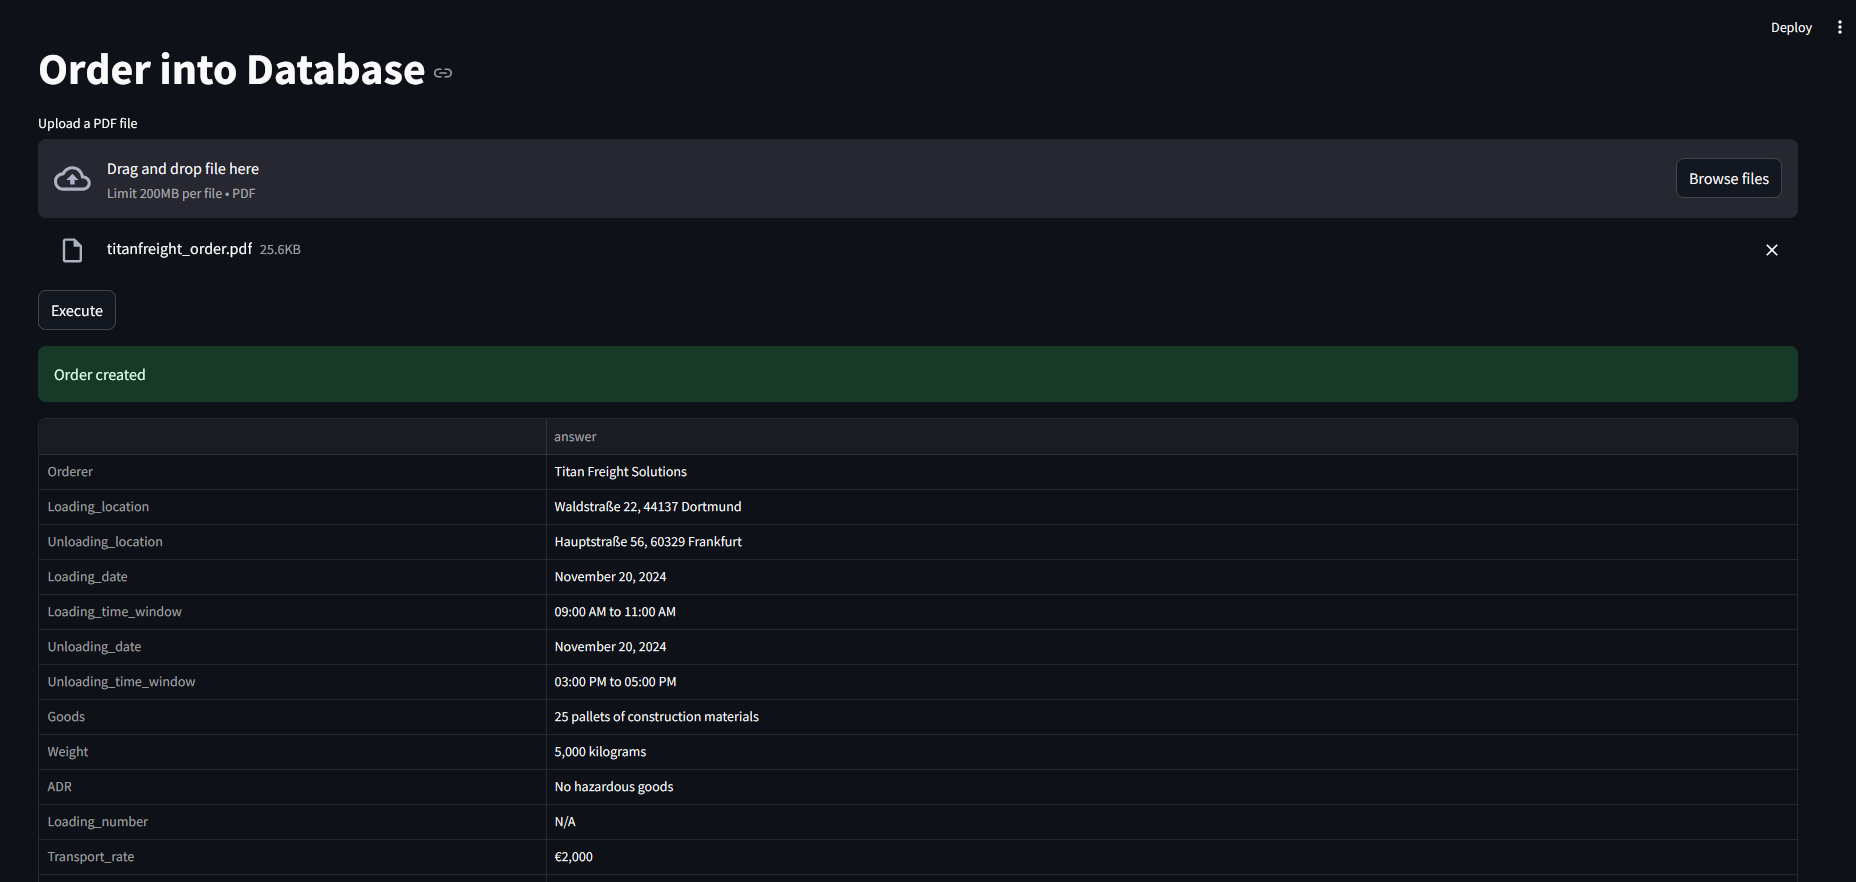 Deploy
Order into Database
Upload a PDF file
Drag and drop file here
Limit 200MB per file • PDF
Browse files
titanfreight_order.pdf 25.6KB
Execute
Order created
answer
Orderer Titan Freight Solutions
Loading_location Waldstraße 22, 44137 Dortmund
Unloading_location Hauptstraße 56, 60329 Frankfurt
Loading_date November 20, 2024
Loading_time_window 09:00 AM to 11:00 AM
Unloading_date November 20, 2024
Unloading_time_window 03:00 PM to 05:00 PM
Goods 25 pallets of construction materials
Weight 5,000 kilograms
ADR No hazardous goods
Loading_number N/A
Transport_rate €2,000